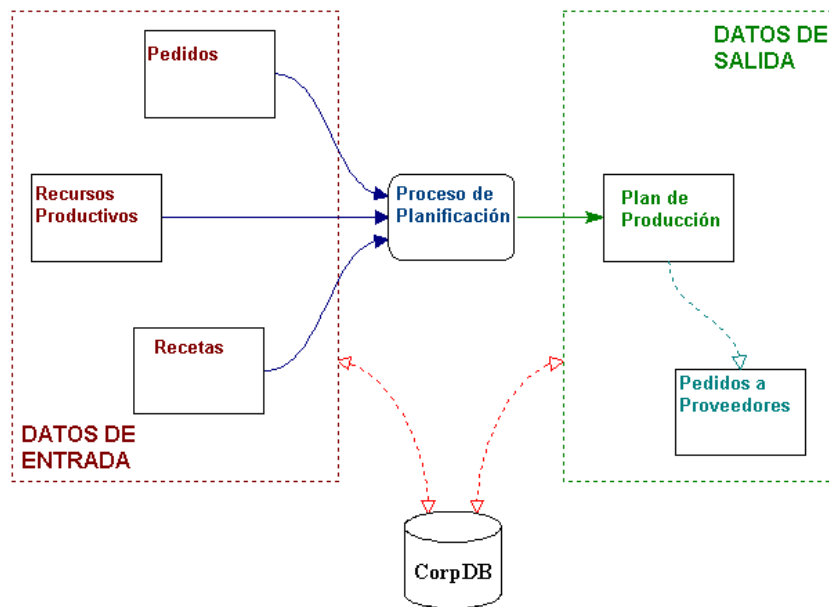 DATOS DE
SALIDA
Pedidos
Recursos
Productivos
Proceso de
Planificación
Plan de
Producción
Recetas
Pedidos a
Proveedores
DATOS DE
ENTRADA
CorpDB